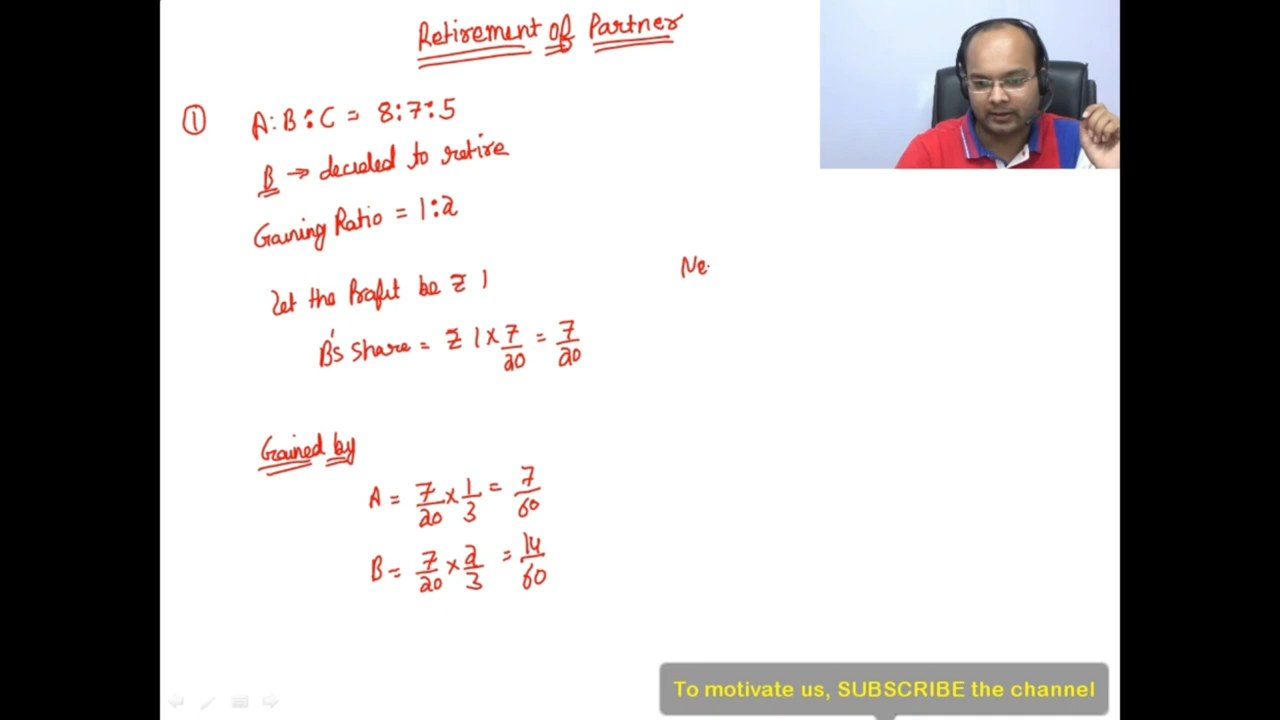 Retirement of Partner
① A:B:C = 8:7:5
B → decided to retire
Gaining Ratio = 1:2
Let the Profit be ₹ 1
Ne
B's Share = ₹ 1 × 7/20 = 7/20
Gained by
A = 7/20 × 1/3 = 7/60
B = 7/20 × 2/3 = 14/60
To motivate us, SUBSCRIBE the channel